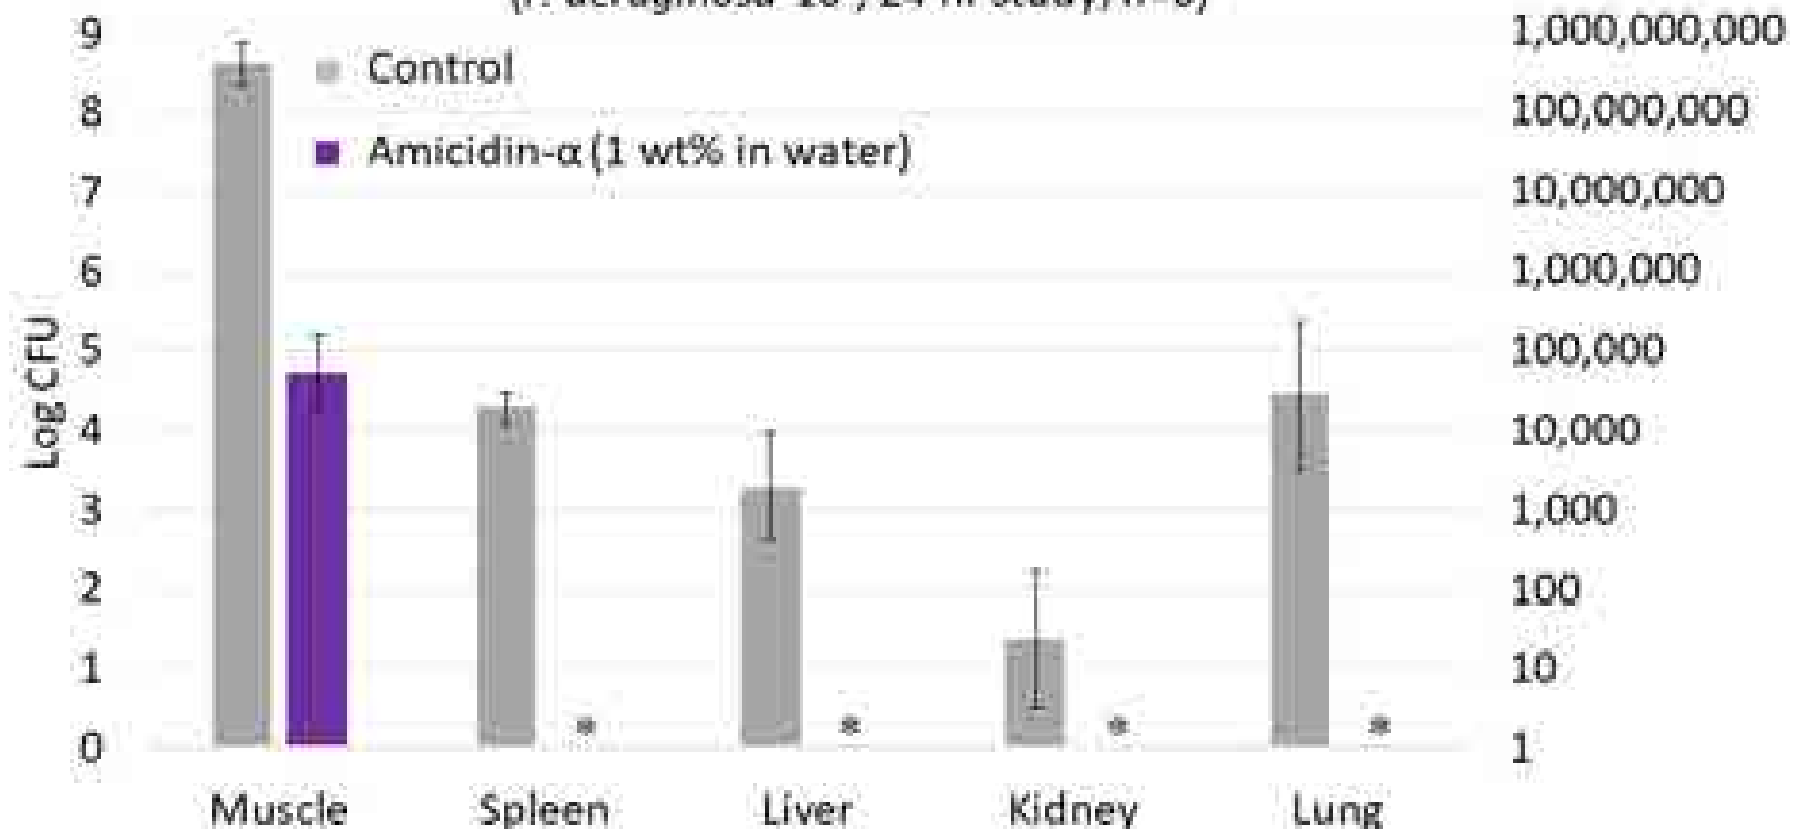 9 1,000,000,000
Control
8 100,000,000
Amicidin-α (1 wt% in water)
7 10,000,000
6 1,000,000
5 100,000
Log CFU
4 10,000
3 1,000
2 100
1 10
* * * *
0 1
Muscle Spleen Liver Kidney Lung